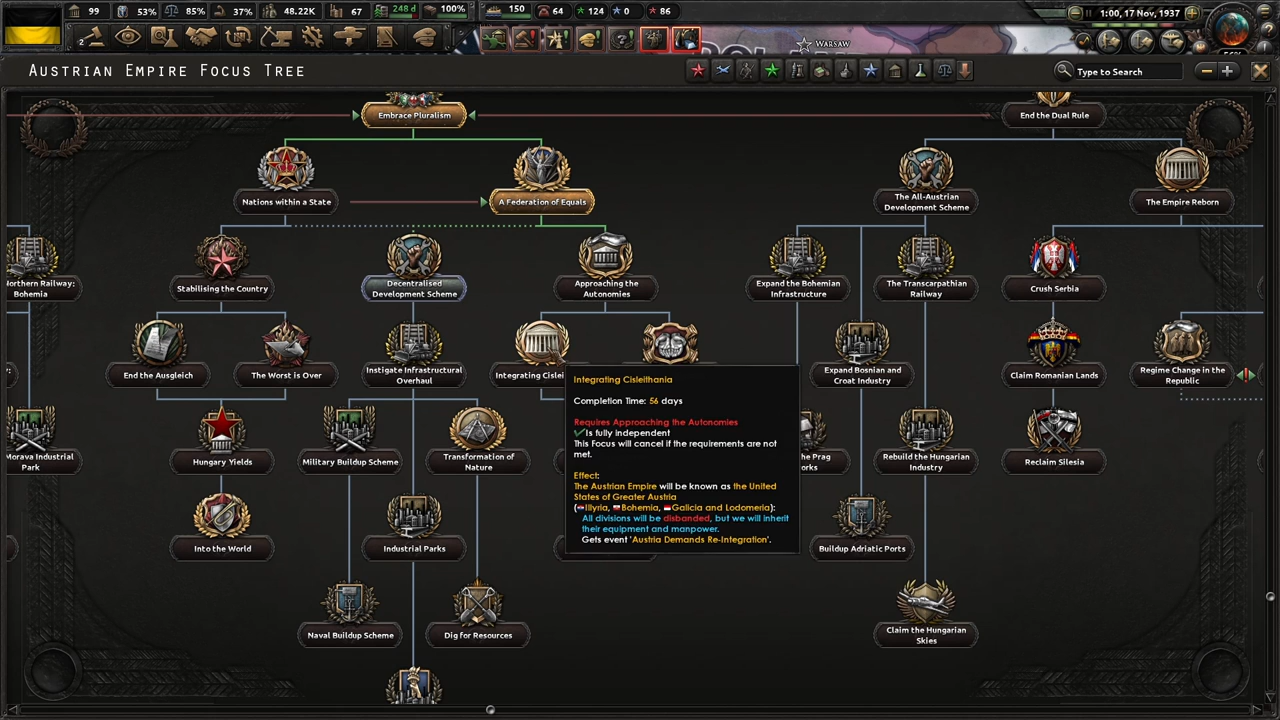 99
53%
85%
37%
48.22K
67
248 d
100%
150
64
124
0
86
1:00, 17 Nov, 1937
2
WARSAW
Austrian Empire Focus Tree
Type to Search
Embrace Pluralism
End the Dual Rule
Nations within a State
A Federation of Equals
The All-Austrian
Development Scheme
The Empire Reborn
Northern Railway:
Bohemia
Stabilising the Country
Decentralised
Development Scheme
Approaching the
Autonomies
Expand the Bohemian
Infrastructure
The Transcarpathian
Railway
Crush Serbia
End the Ausgleich
The Worst is Over
Instigate Infrastructural
Overhaul
Integrating Cislei
Expand Bosnian and
Croat Industry
Claim Romanian Lands
Regime Change in the
Republic
Integrating Cisleithania
Completion Time: 56 days
Requires Approaching the Autonomies
Is fully independent
This Focus will cancel if the requirements are not
met.
Effect:
The Austrian Empire will be known as the United
States of Greater Austria
(Illyria, Bohemia, Galicia and Lodomeria):
All divisions will be disbanded, but we will inherit
their equipment and manpower.
Gets event 'Austria Demands Re-Integration'.
Morava Industrial
Park
Hungary Yields
Military Buildup Scheme
Transformation of
Nature
the Prag
orks
Rebuild the Hungarian
Industry
Reclaim Silesia
Into the World
Industrial Parks
Buildup Adriatic Ports
Naval Buildup Scheme
Dig for Resources
Claim the Hungarian
Skies